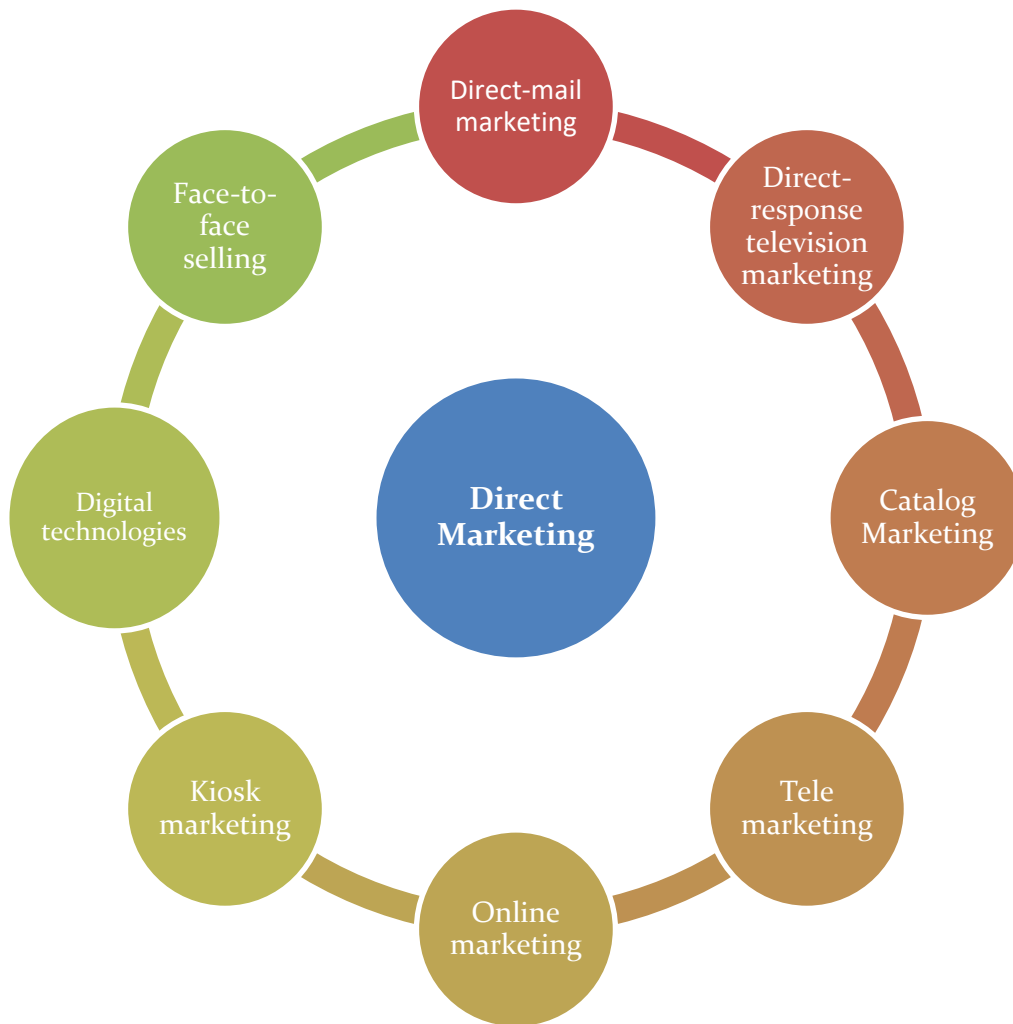 Direct-mail
marketing
Direct-
response
television
marketing
Catalog
Marketing
Tele
marketing
Online
marketing
Kiosk
marketing
Digital
technologies
Face-to-
face
selling
Direct
Marketing